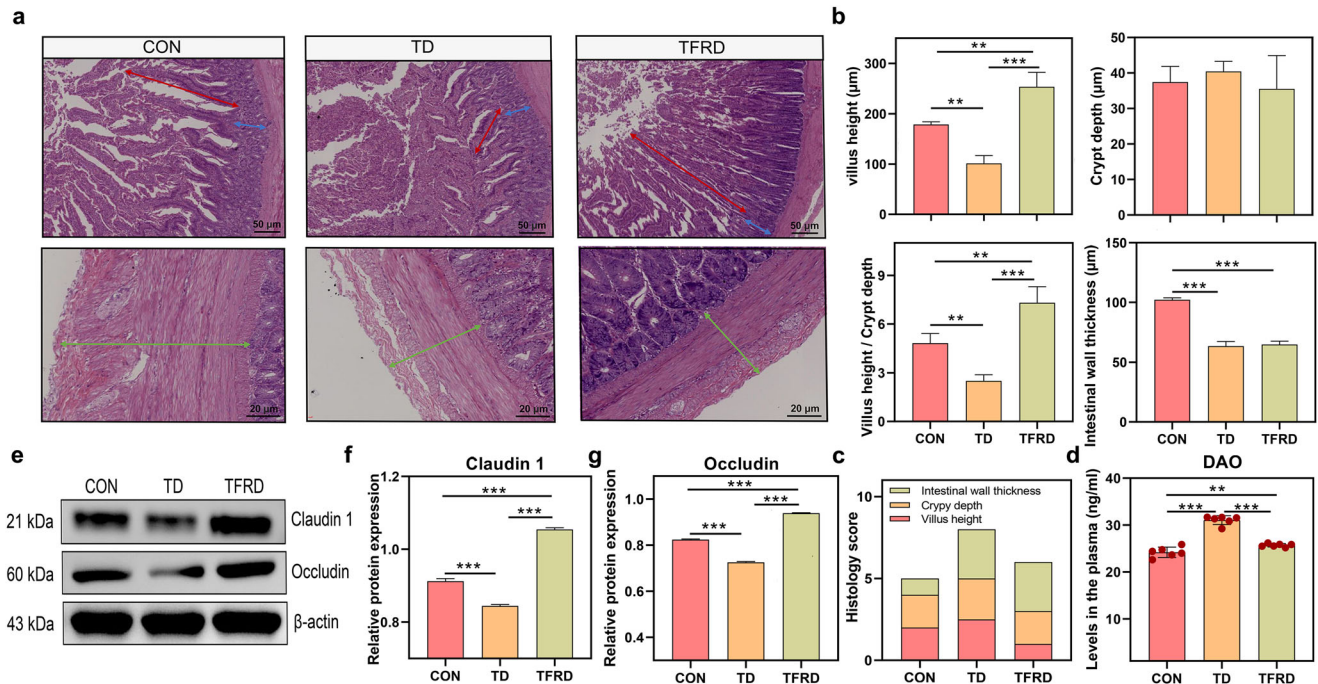 a
CON
TD
TFRD
50 μm
50 μm
50 μm
20 μm
20 μm
20 μm
b
villus height (μm)
300
200
100
0
**
***
**
Crypt depth (μm)
50
40
30
20
10
0
Villus height / Crypt depth
9
6
3
0
**
***
**
CON
TD
TFRD
Intestinal wall thickness (μm)
150
100
50
0
***
***
CON
TD
TFRD
e
CON
TD
TFRD
21 kDa
Claudin 1
60 kDa
Occludin
43 kDa
β-actin
f
Claudin 1
Relative protein expression
1.2
1.0
0.8
***
***
***
CON
TD
TFRD
g
Occludin
Relative protein expression
1.0
0.8
0.6
0.4
***
***
***
CON
TD
TFRD
c
Histology score
10
5
0
Intestinal wall thickness
Crypy depth
Villus height
CON
TD
TFRD
d
DAO
Levels in the plasma (ng/ml)
40
30
20
10
**
***
***
CON
TD
TFRD